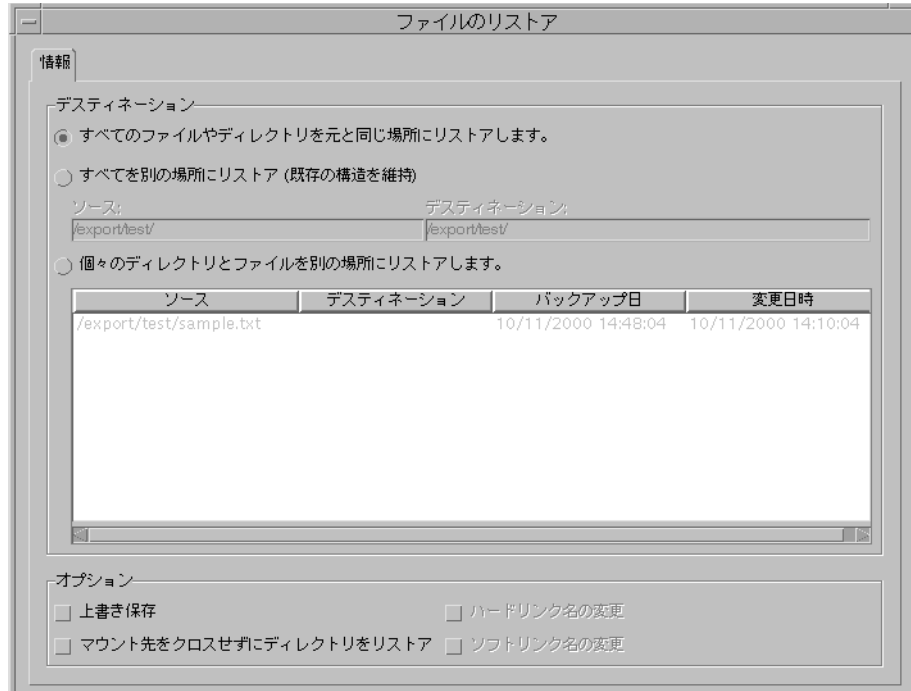 ファイルのリストア
情報
デスティネーション
すべてのファイルやディレクトリを元と同じ場所にリストアします。
すべてを別の場所にリストア (既存の構造を維持)
ソース: デスティネーション:
/export/test/ /export/test/
個々のディレクトリとファイルを別の場所にリストアします。
ソース デスティネーション バックアップ日 変更日時
/export/test/sample.txt 10/11/2000 14:48:04 10/11/2000 14:10:04
オプション
上書き保存 ハードリンク名の変更
マウント先をクロスせずにディレクトリをリストア ソフトリンク名の変更